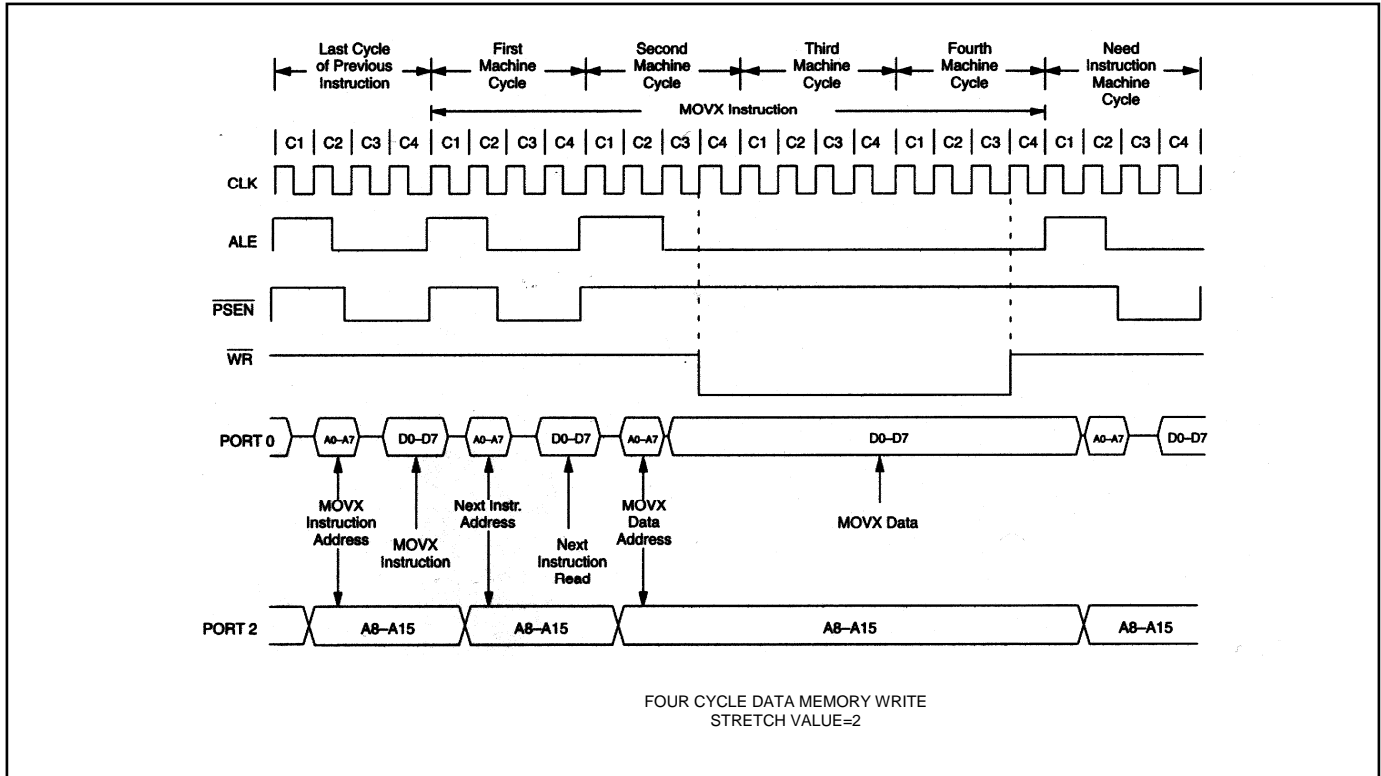 Last Cycle of Previous Instruction
First Machine Cycle
Second Machine Cycle
Third Machine Cycle
Fourth Machine Cycle
Need Instruction Machine Cycle
MOVX Instruction
C1 C2 C3 C4 C1 C2 C3 C4 C1 C2 C3 C4 C1 C2 C3 C4 C1 C2 C3 C4 C1 C2 C3 C4
CLK
ALE
PSEN
WR
PORT 0 A0–A7 D0–D7 A0–A7 D0–D7 A0–A7 D0–D7 A0–A7 D0–D7
MOVX Instruction Address
MOVX Instruction
Next Instr. Address
Next Instruction Read
MOVX Data Address
MOVX Data
PORT 2 A8–A15 A8–A15 A8–A15 A8–A15
FOUR CYCLE DATA MEMORY WRITE
STRETCH VALUE=2